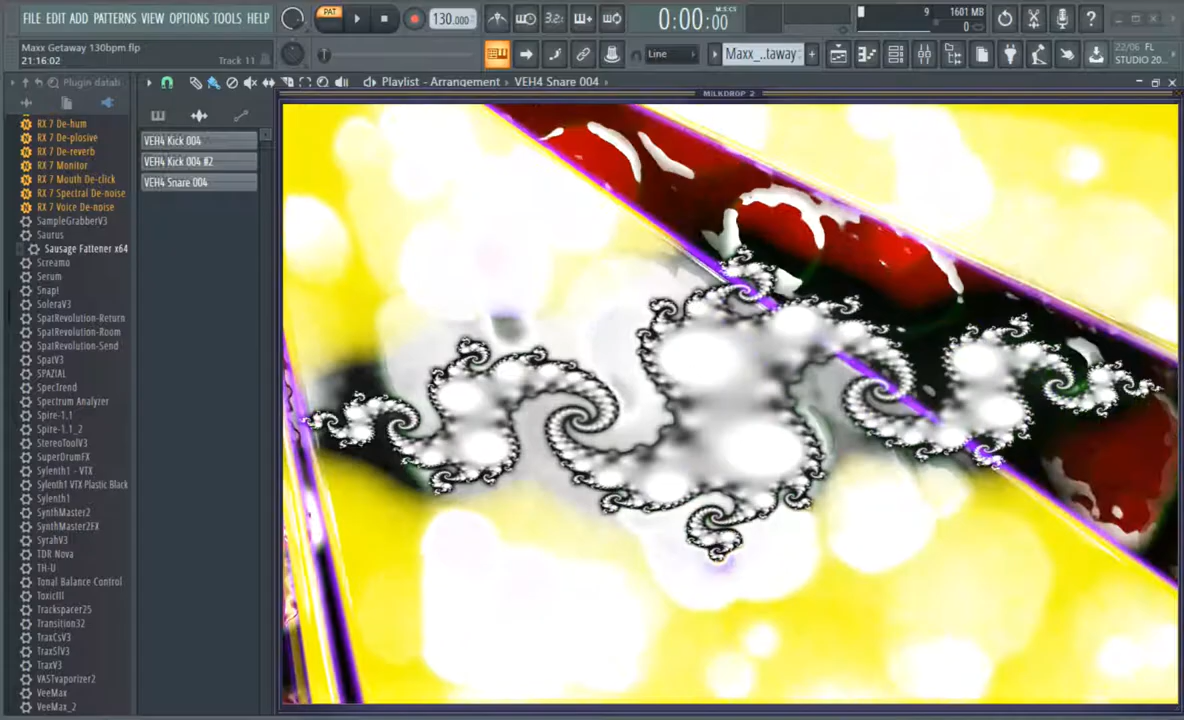 FILE EDIT ADD PATTERNS VIEW OPTIONS TOOLS HELP
Maxx Getaway 130bpm flp
21:16:02 Track 11
PAT
130.000
3.2
0:00:00
M:S:CS
9
1601 MB
0
Line
Maxx_..taway
22/06 FL
STUDIO 20...
Plugin databi
Playlist - Arrangement › VEH4 Snare 004 ›
MILKDROP 2
VEH4 Kick 004
VEH4 Kick 004 #2
VEH4 Snare 004
RX 7 De-hum
RX 7 De-plosive
RX 7 De-reverb
RX 7 Monitor
RX 7 Mouth De-click
RX 7 Spectral De-noise
RX 7 Voice De-noise
SampleGrabberV3
Saurus
Sausage Fattener x64
Screamo
Serum
Snap!
SoleraV3
SpatRevolution-Return
SpatRevolution-Room
SpatRevolution-Send
SpatV3
SPAZIAL
SpecTrend
Spectrum Analyzer
Spire-1.1
Spire-1.1_2
StereoToolV3
SuperDrumFX
Sylenth1 - VTX
Sylenth1 VTX Plastic Black
Sylenth1
SynthMaster2
SynthMaster2FX
SyrahV3
TDR Nova
TH-U
Tonal Balance Control
ToxicIII
Trackspacer25
Transition32
TraxCsV3
TraxSfV3
TraxV3
VASTvaporizer2
VeeMax
VeeMax_2